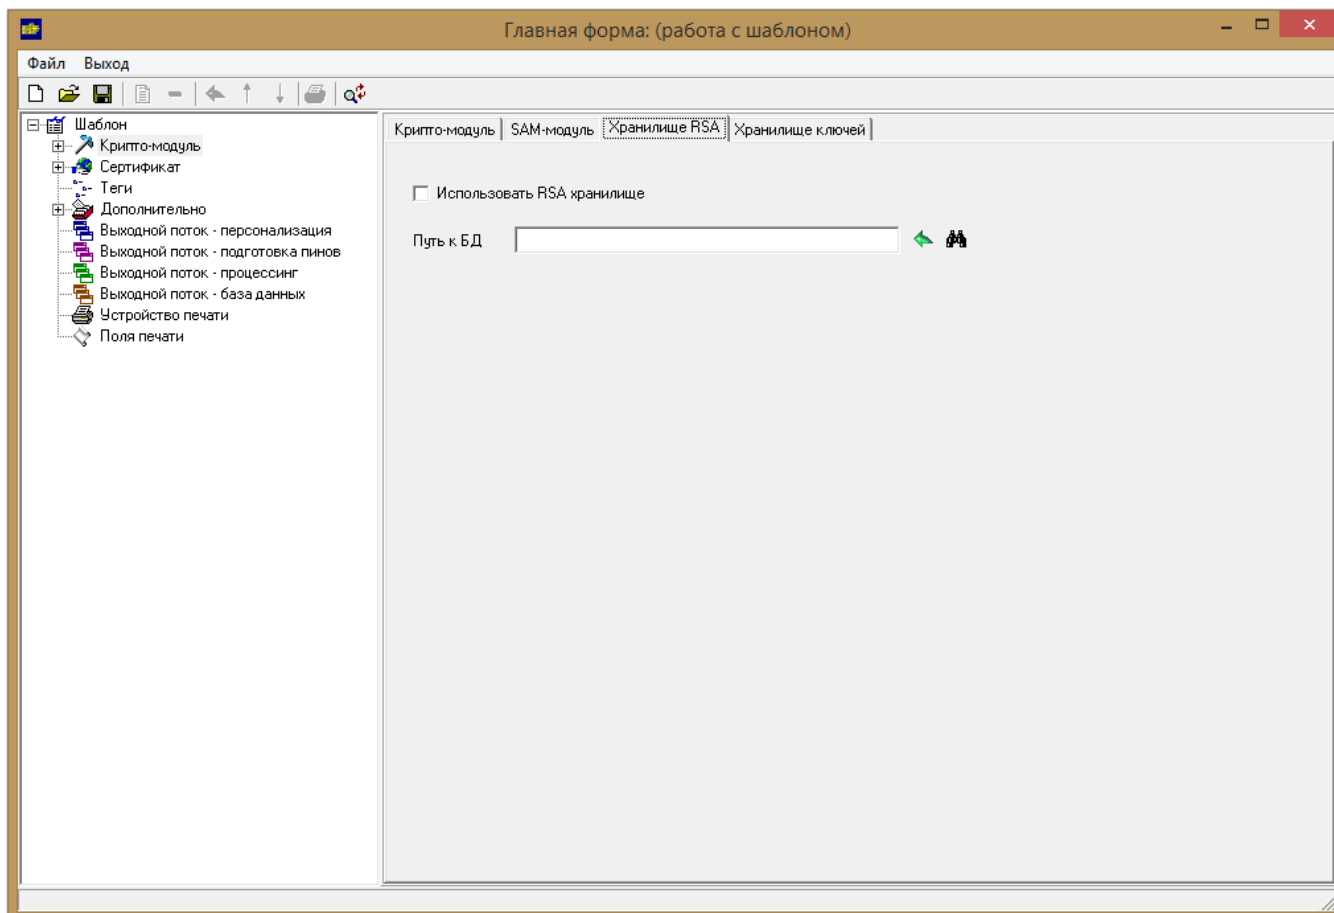 Главная форма: (работа с шаблоном)
Файл Выход
Шаблон
Крипто-модуль
Сертификат
Теги
Дополнительно
Выходной поток - персонализация
Выходной поток - подготовка пинов
Выходной поток - процессинг
Выходной поток - база данных
Устройство печати
Поля печати
Крипто-модуль SAM-модуль Хранилище RSA Хранилище ключей
Использовать RSA хранилище
Путь к БД